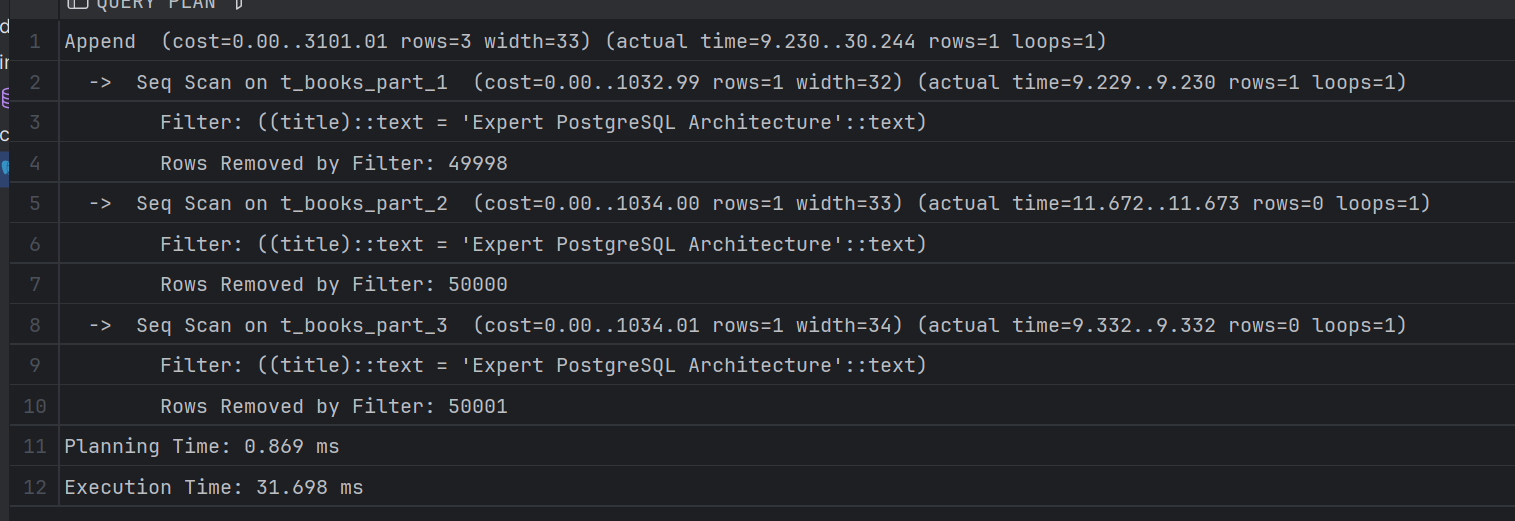 QUERY PLAN
1 Append  (cost=0.00..3101.01 rows=3 width=33) (actual time=9.230..30.244 rows=1 loops=1)
2   ->  Seq Scan on t_books_part_1  (cost=0.00..1032.99 rows=1 width=32) (actual time=9.229..9.230 rows=1 loops=1)
3         Filter: ((title)::text = 'Expert PostgreSQL Architecture'::text)
4         Rows Removed by Filter: 49998
5   ->  Seq Scan on t_books_part_2  (cost=0.00..1034.00 rows=1 width=33) (actual time=11.672..11.673 rows=0 loops=1)
6         Filter: ((title)::text = 'Expert PostgreSQL Architecture'::text)
7         Rows Removed by Filter: 50000
8   ->  Seq Scan on t_books_part_3  (cost=0.00..1034.01 rows=1 width=34) (actual time=9.332..9.332 rows=0 loops=1)
9         Filter: ((title)::text = 'Expert PostgreSQL Architecture'::text)
10         Rows Removed by Filter: 50001
11 Planning Time: 0.869 ms
12 Execution Time: 31.698 ms